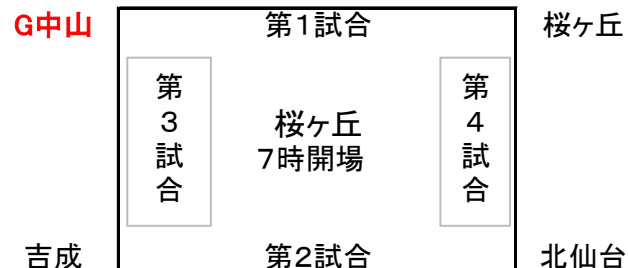 G中山
第1試合
桜ヶ丘
第3試合
桜ヶ丘
7時開場
第4試合
吉成
第2試合
北仙台